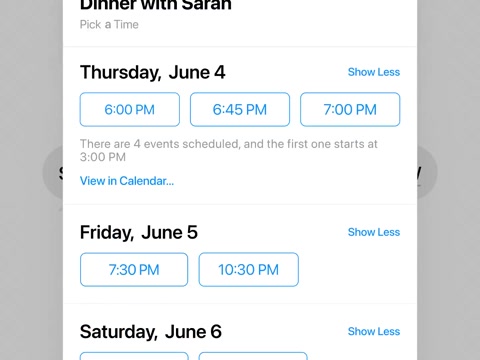 Dinner with Sarah
Pick a Time
Thursday, June 4
Show Less
6:00 PM
6:45 PM
7:00 PM
There are 4 events scheduled, and the first one starts at
3:00 PM
View in Calendar...
Friday, June 5
Show Less
7:30 PM
10:30 PM
Saturday, June 6
Show Less